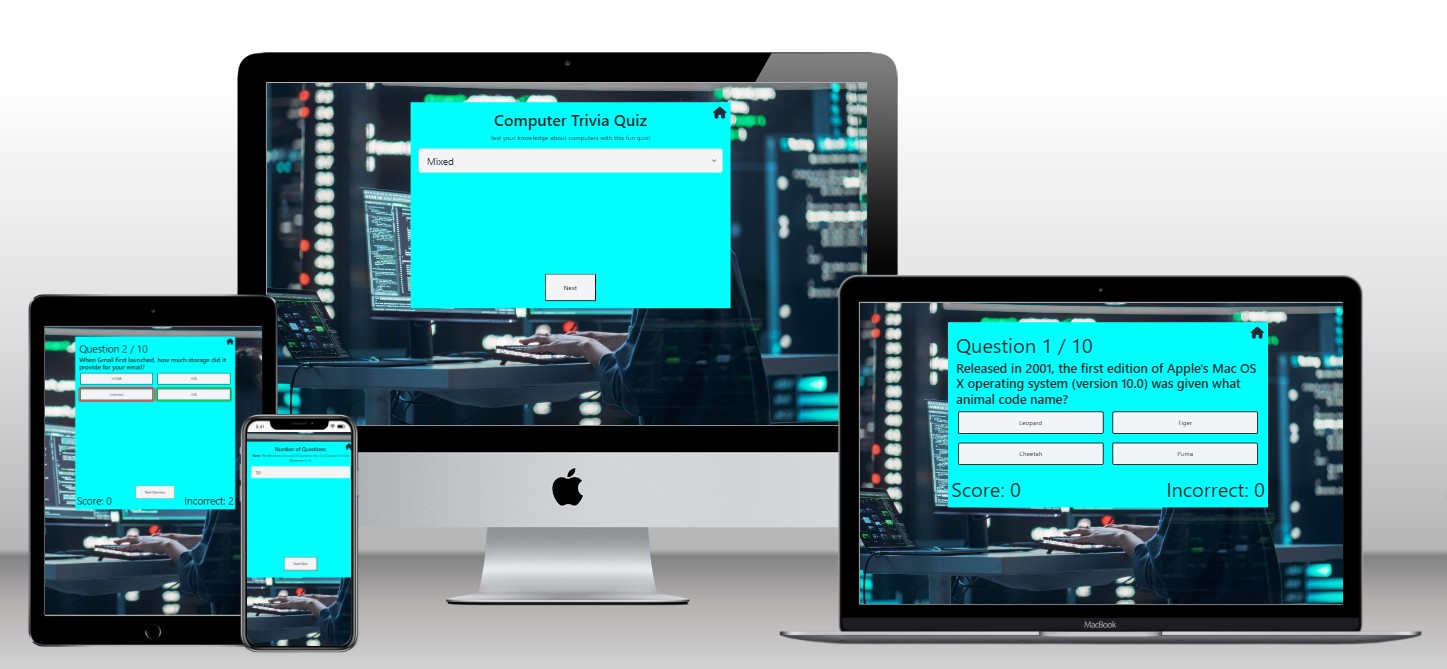 Computer Trivia Quiz
Test your knowledge about computers with this fun quiz!
Mixed
Next
Question 2 / 10
When Gmail first launched, how much storage did it
provide for your email?
Unlimited
Next Question
Score: 0
Incorrect: 2
9:41
Number of Questions:
10
Start Quiz
Question 1 / 10
Released in 2001, the first edition of Apple's Mac OS
X operating system (version 10.0) was given what
animal code name?
Leopard
Tiger
Cheetah
Puma
Score: 0
Incorrect: 0
MacBook